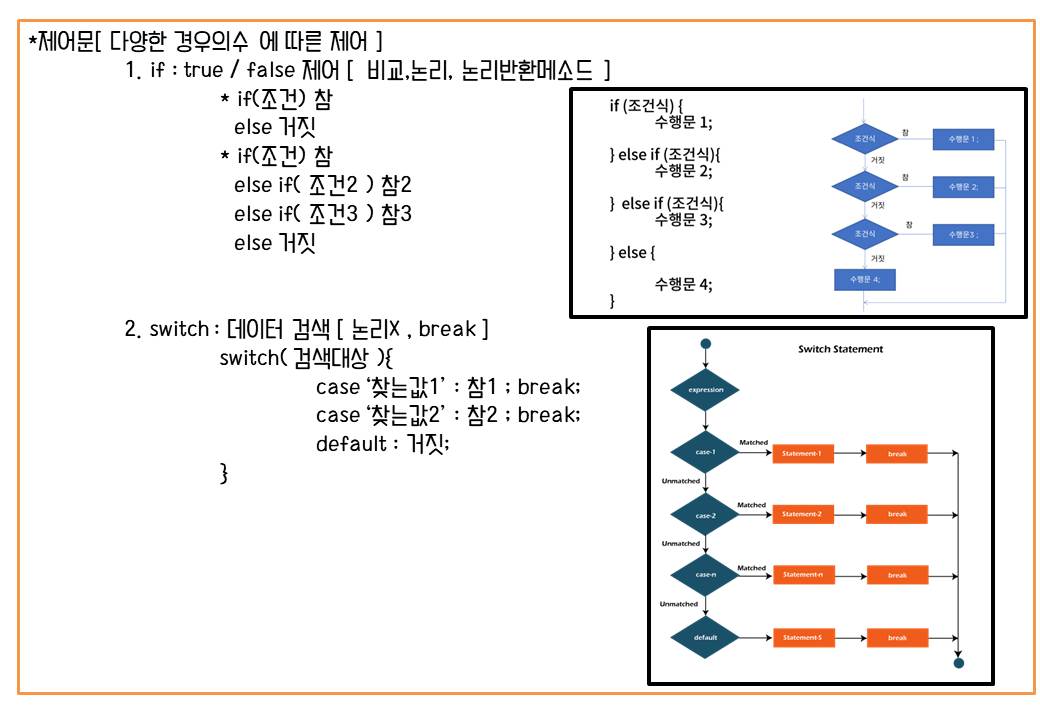 *제어문[ 다양한 경우의수 에 따른 제어 ]
1. if : true / false 제어 [ 비교,논리, 논리반환메소드 ]
* if(조건) 참
else 거짓
* if(조건) 참
else if( 조건2 ) 참2
else if( 조건3 ) 참3
else 거짓
if (조건식) {
수행문 1;
} else if (조건식){
수행문 2;
} else if (조건식){
수행문 3;
} else {
수행문 4;
}
조건식
참
수행문 1 ;
거짓
조건식
참
수행문 2;
거짓
조건식
참
수행문3 ;
거짓
수행문 4;
2. switch : 데이터 검색 [ 논리X , break ]
switch( 검색대상 ){
case ‘찾는값1’ : 참1 ; break;
case ‘찾는값2’ : 참2 ; break;
default : 거짓;
}
Switch Statement
expression
case-1
Matched
Statement-1
break
Unmatched
case-2
Matched
Statement-2
break
Unmatched
case-n
Matched
Statement-n
break
Unmatched
default
Statement-S
break